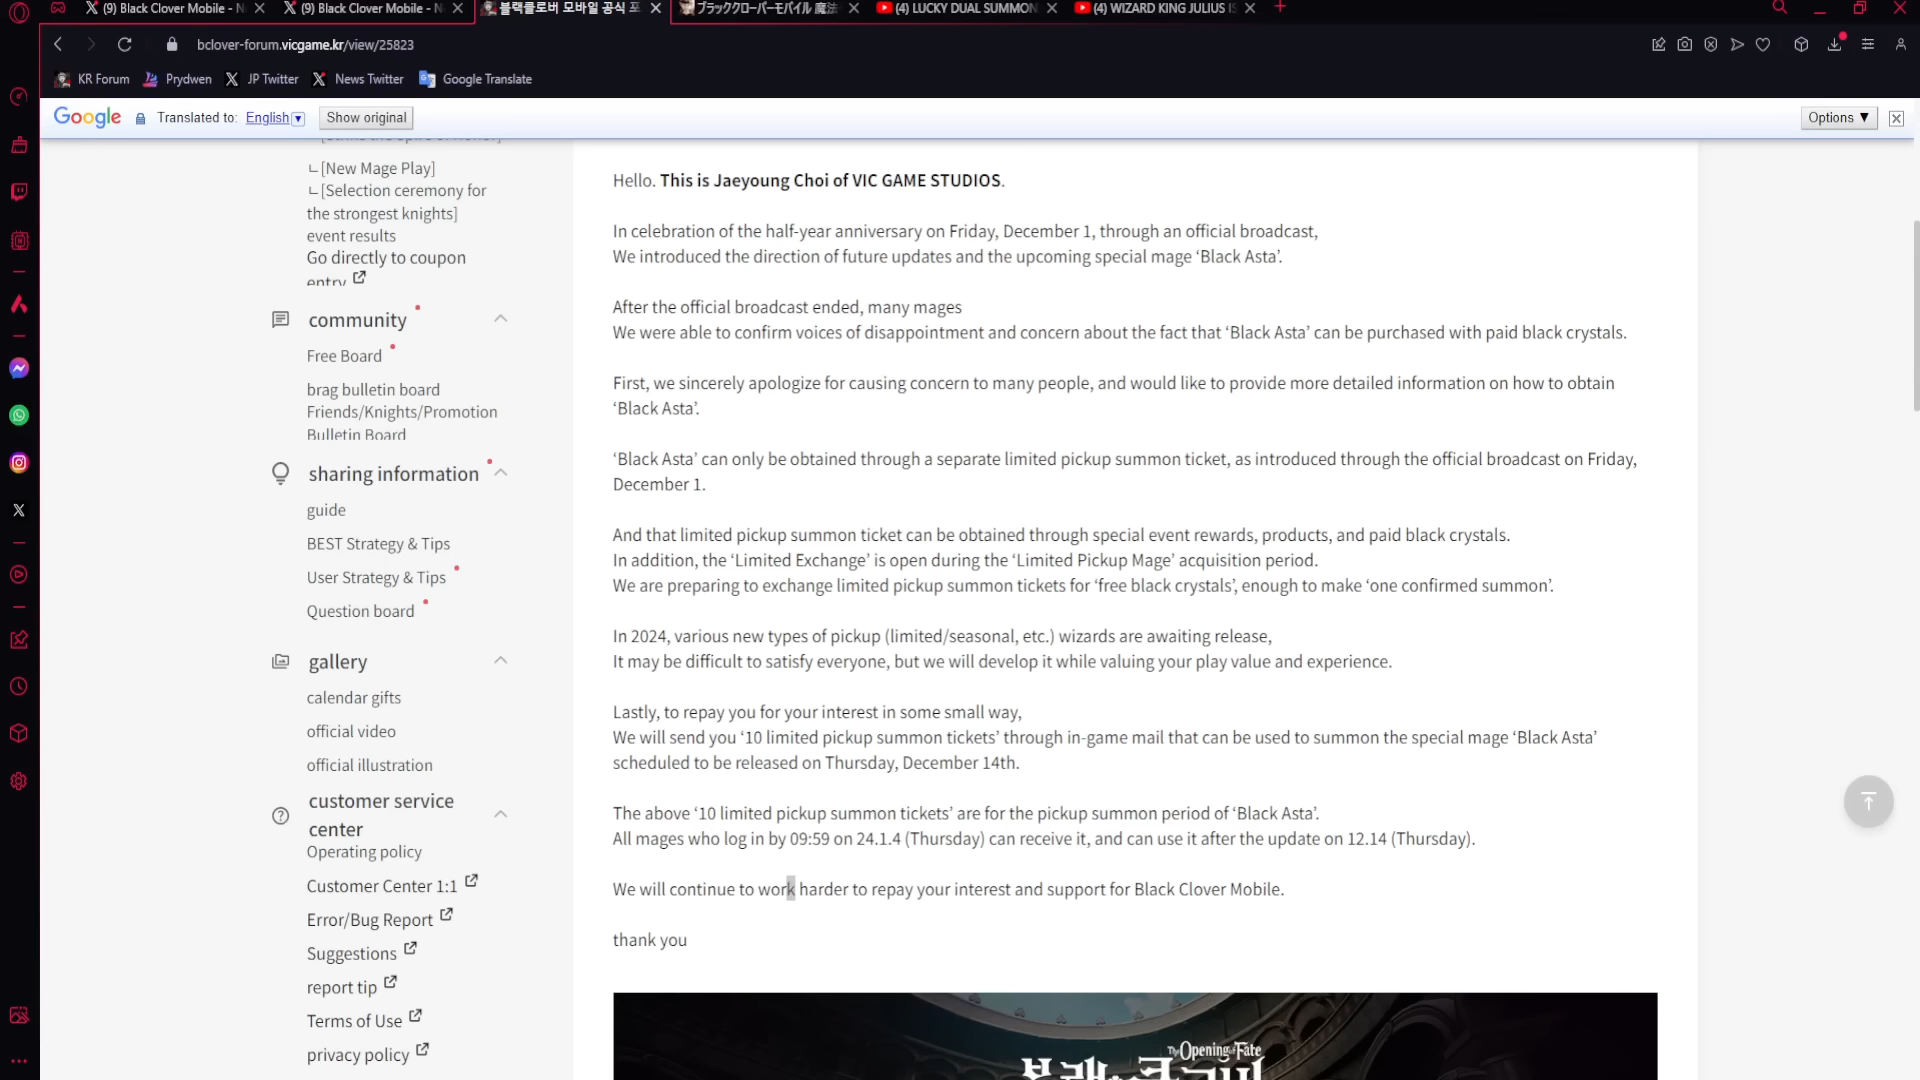 (9) Black Clover Mobile - N
(9) Black Clover Mobile - N
블랙클로버 모바일 공식 포
ブラッククローバーモバイル 魔法
(4) LUCKY DUAL SUMMON
(4) WIZARD KING JULIUS IS
bclover-forum.vicgame.kr/view/25823
KR Forum
Prydwen
JP Twitter
News Twitter
Google Translate
Google
Translated to: English
Show original
Options ▼
ㄴ[New Mage Play]
ㄴ[Selection ceremony for
the strongest knights]
event results
Go directly to coupon
entry
community
Free Board
brag bulletin board
Friends/Knights/Promotion
Bulletin Board
sharing information
guide
BEST Strategy & Tips
User Strategy & Tips
Question board
gallery
calendar gifts
official video
official illustration
customer service
center
Operating policy
Customer Center 1:1
Error/Bug Report
Suggestions
report tip
Terms of Use
privacy policy
Hello. This is Jaeyoung Choi of VIC GAME STUDIOS.
In celebration of the half-year anniversary on Friday, December 1, through an official broadcast,
We introduced the direction of future updates and the upcoming special mage ‘Black Asta’.
After the official broadcast ended, many mages
We were able to confirm voices of disappointment and concern about the fact that ‘Black Asta’ can be purchased with paid black crystals.
First, we sincerely apologize for causing concern to many people, and would like to provide more detailed information on how to obtain
‘Black Asta’.
‘Black Asta’ can only be obtained through a separate limited pickup summon ticket, as introduced through the official broadcast on Friday,
December 1.
And that limited pickup summon ticket can be obtained through special event rewards, products, and paid black crystals.
In addition, the ‘Limited Exchange’ is open during the ‘Limited Pickup Mage’ acquisition period.
We are preparing to exchange limited pickup summon tickets for ‘free black crystals’, enough to make ‘one confirmed summon’.
In 2024, various new types of pickup (limited/seasonal, etc.) wizards are awaiting release,
It may be difficult to satisfy everyone, but we will develop it while valuing your play value and experience.
Lastly, to repay you for your interest in some small way,
We will send you ‘10 limited pickup summon tickets’ through in-game mail that can be used to summon the special mage ‘Black Asta’
scheduled to be released on Thursday, December 14th.
The above ‘10 limited pickup summon tickets’ are for the pickup summon period of ‘Black Asta’.
All mages who log in by 09:59 on 24.1.4 (Thursday) can receive it, and can use it after the update on 12.14 (Thursday).
We will continue to work harder to repay your interest and support for Black Clover Mobile.
thank you
The Opening of Fate